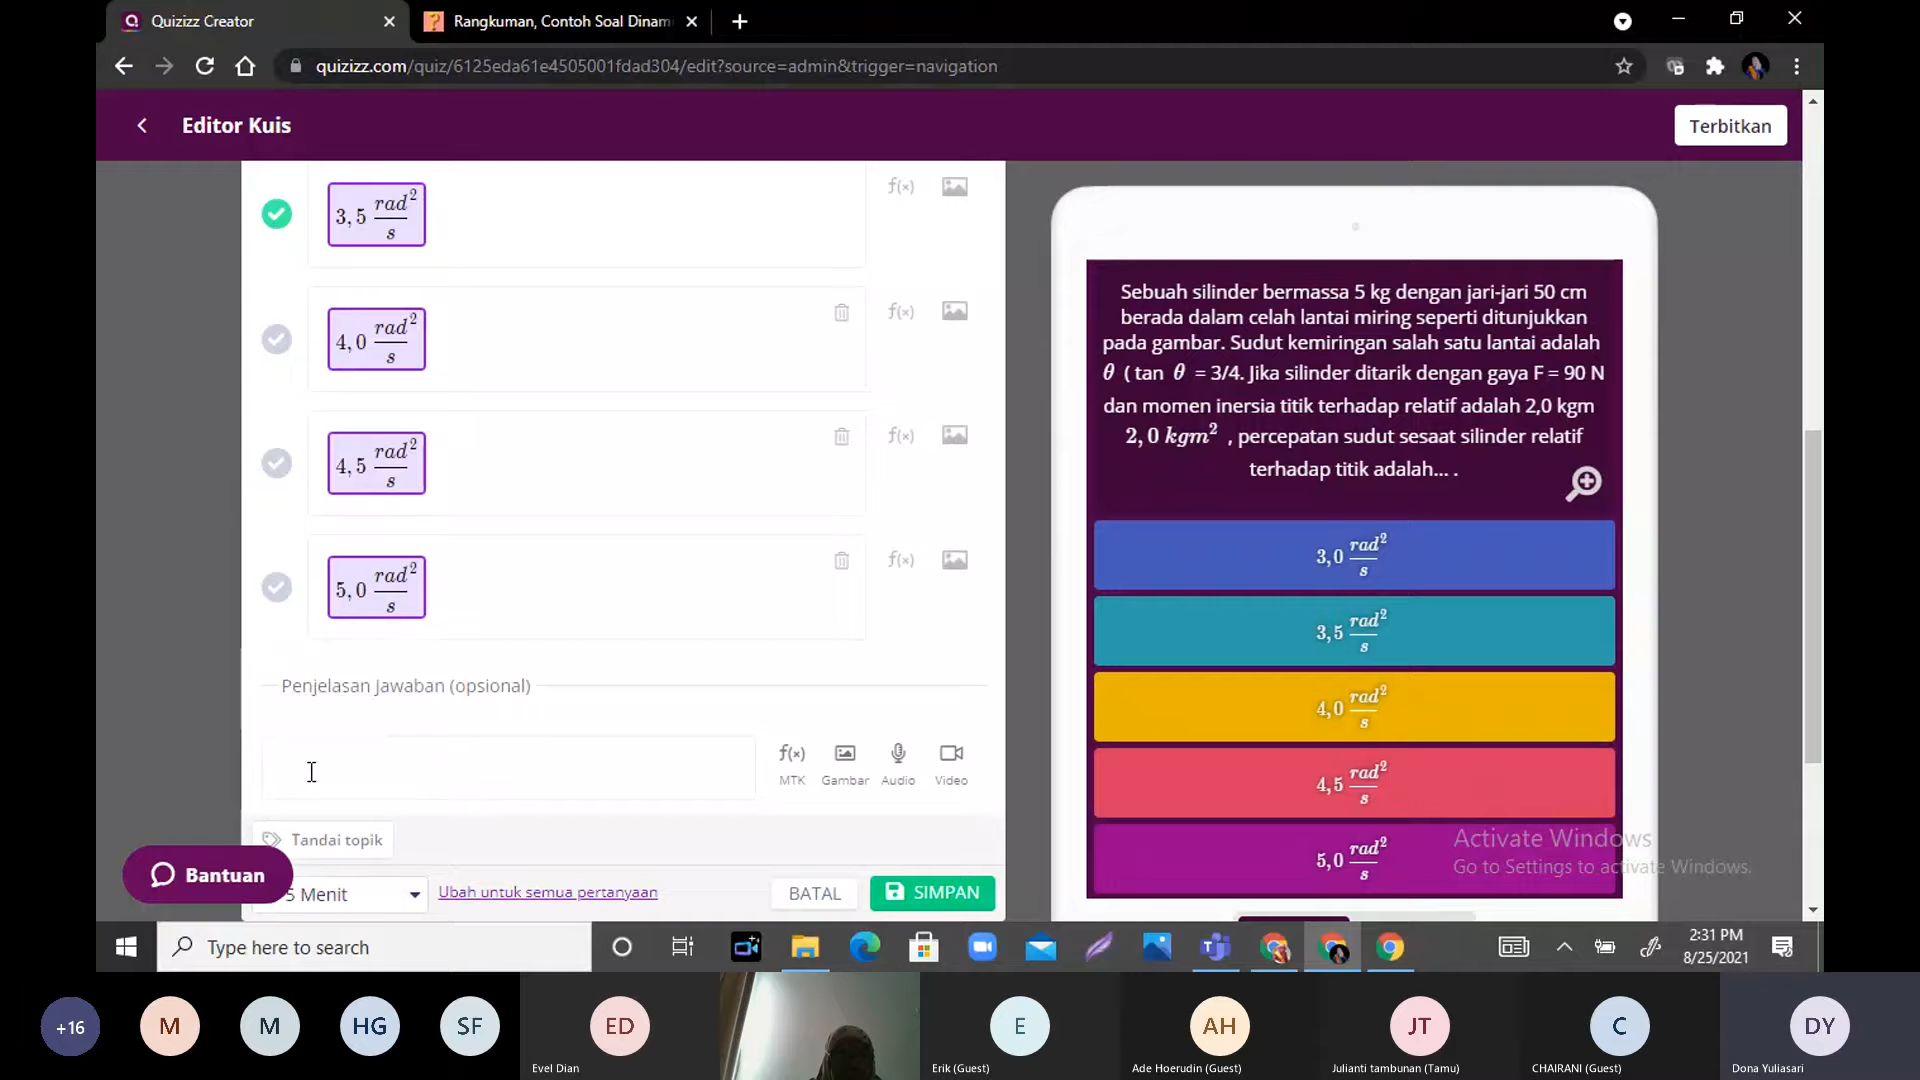 Quizizz Creator
Rangkuman, Contoh Soal Dinam
quizizz.com/quiz/6125eda61e4505001fdad304/edit?source=admin&trigger=navigation
Editor Kuis
Terbitkan
3,5 rad²/s
f(x)
4,0 rad²/s
f(x)
4,5 rad²/s
f(x)
5,0 rad²/s
f(x)
Penjelasan Jawaban (opsional)
f(x)
MTK Gambar Audio Video
Tandai topik
Bantuan
5 Menit
Ubah untuk semua pertanyaan
BATAL
SIMPAN
Sebuah silinder bermassa 5 kg dengan jari-jari 50 cm
berada dalam celah lantai miring seperti ditunjukkan
pada gambar. Sudut kemiringan salah satu lantai adalah
θ ( tan θ = 3/4. Jika silinder ditarik dengan gaya F = 90 N
dan momen inersia titik terhadap relatif adalah 2,0 kgm
2,0 kgm² , percepatan sudut sesaat silinder relatif
terhadap titik adalah... .
3,0 rad²/s
3,5 rad²/s
4,0 rad²/s
4,5 rad²/s
5,0 rad²/s
Activate Windows
Go to Settings to activate Windows.
Type here to search
2:31 PM
8/25/2021
+16
M
M
HG
SF
ED
Evel Dian
E
Erik (Guest)
AH
Ade Hoerudin (Guest)
JT
Julianti tambunan (Tamu)
C
CHAIRANI (Guest)
DY
Dona Yuliasari